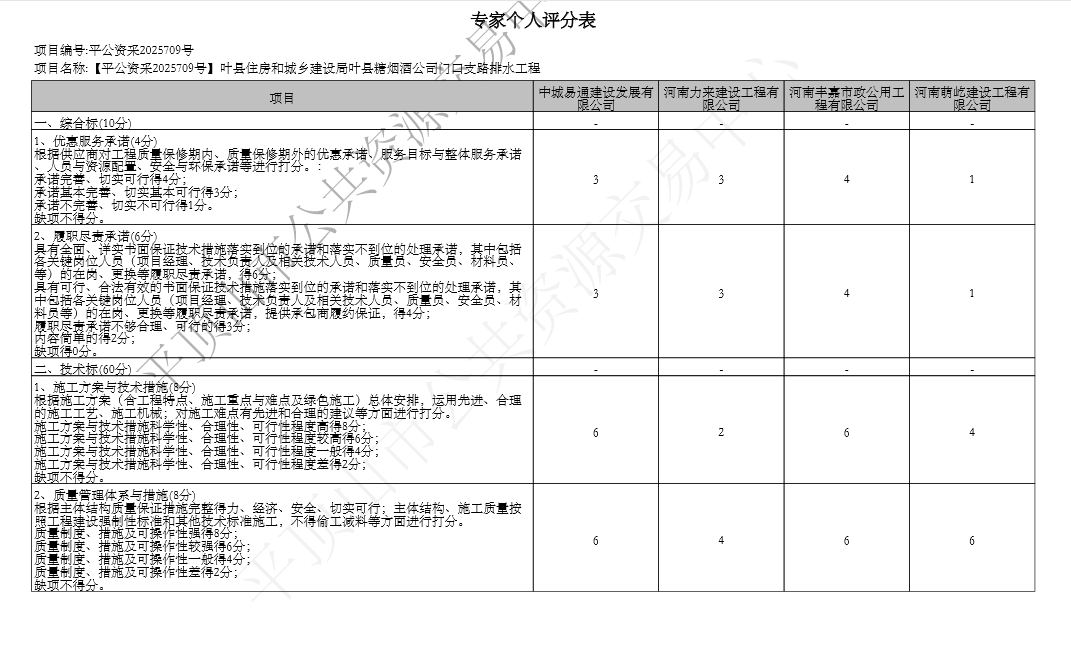 专家个人评分表
项目编号:平公资采2025709号
项目名称:【平公资采2025709号】叶县住房和城乡建设局叶县糖烟酒公司门口支路排水工程
项目
中城易通建设发展有
限公司
河南力来建设工程有
限公司
河南丰嘉市政公用工
程有限公司
河南萌屹建设工程有
限公司
一、综合标(10分)
-
-
-
-
1、优惠服务承诺(4分)
根据供应商对工程质量保修期内、质量保修期外的优惠承诺、服务目标与整体服务承诺
、人员与资源配置、安全与环保承诺等进行打分。:
承诺完善、切实可行得4分;
承诺基本完善、切实基本可行得3分;
承诺不完善、切实不可行得1分。
缺项不得分。
3
3
4
1
2、履职尽责承诺(6分)
具有全面、详实书面保证技术措施落实到位的承诺和落实不到位的处理承诺，其中包括
各关键岗位人员（项目经理、技术负责人及相关技术人员、质量员、安全员、材料员、
等）的在岗、更换等履职尽责承诺，得6分;
具有可行、合法有效的书面保证技术措施落实到位的承诺和落实不到位的处理承诺，其
中包括各关键岗位人员（项目经理、技术负责人及相关技术人员、质量员、安全员、材
料员等）的在岗、更换等履职尽责承诺，提供承包商履约保证，得4分;
履职尽责承诺不够合理、可行的得3分;
内容简单的得2分;
缺项得0分。
3
3
4
1
二、技术标(60分)
-
-
-
-
1、施工方案与技术措施(8分)
根据施工方案（含工程特点、施工重点与难点及绿色施工）总体安排，运用先进、合理
的施工工艺、施工机械；对施工难点有先进和合理的建议等方面进行打分。
施工方案与技术措施科学性、合理性、可行性程度高得8分;
施工方案与技术措施科学性、合理性、可行性程度较高得6分;
施工方案与技术措施科学性、合理性、可行性程度一般得4分;
施工方案与技术措施科学性、合理性、可行性程度差得2分;
缺项不得分。
6
2
6
4
2、质量管理体系与措施(8分)
根据主体结构质量保证措施完整得力、经济、安全、切实可行；主体结构、施工质量按
照工程建设强制性标准和其他技术标准施工，不得偷工减料等方面进行打分。
质量制度、措施及可操作性强得8分;
质量制度、措施及可操作性较强得6分;
质量制度、措施及可操作性一般得4分;
质量制度、措施及可操作性差得2分;
缺项不得分。
6
4
6
6
平顶山市公共资源交易中心
平顶山市公共资源交易中心